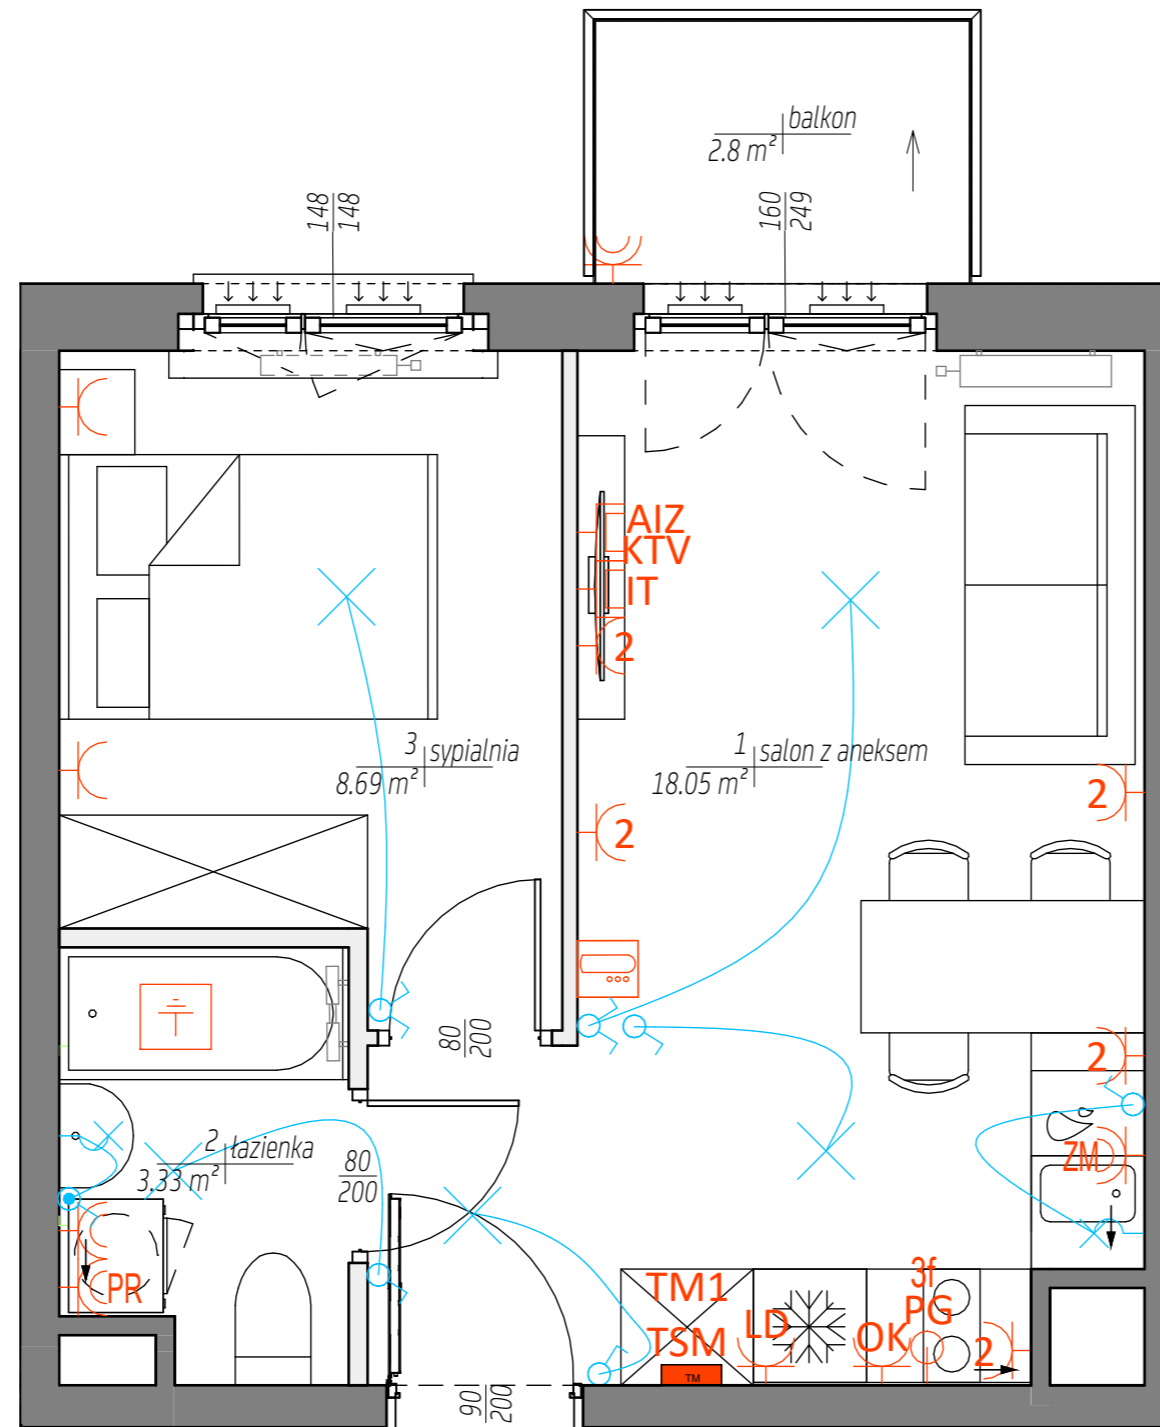 balkon
2.8 m²
148
148
160
249
AIZ
KTV
IT
2
3 sypialnia
8.69 m²
1 salon z aneksem
18.05 m²
2
2
80
200
2
2 łazienka
3.33 m²
80
200
ZM
PR
TM1
TSM
TM
LD
OK
3f
PG
2
90
200